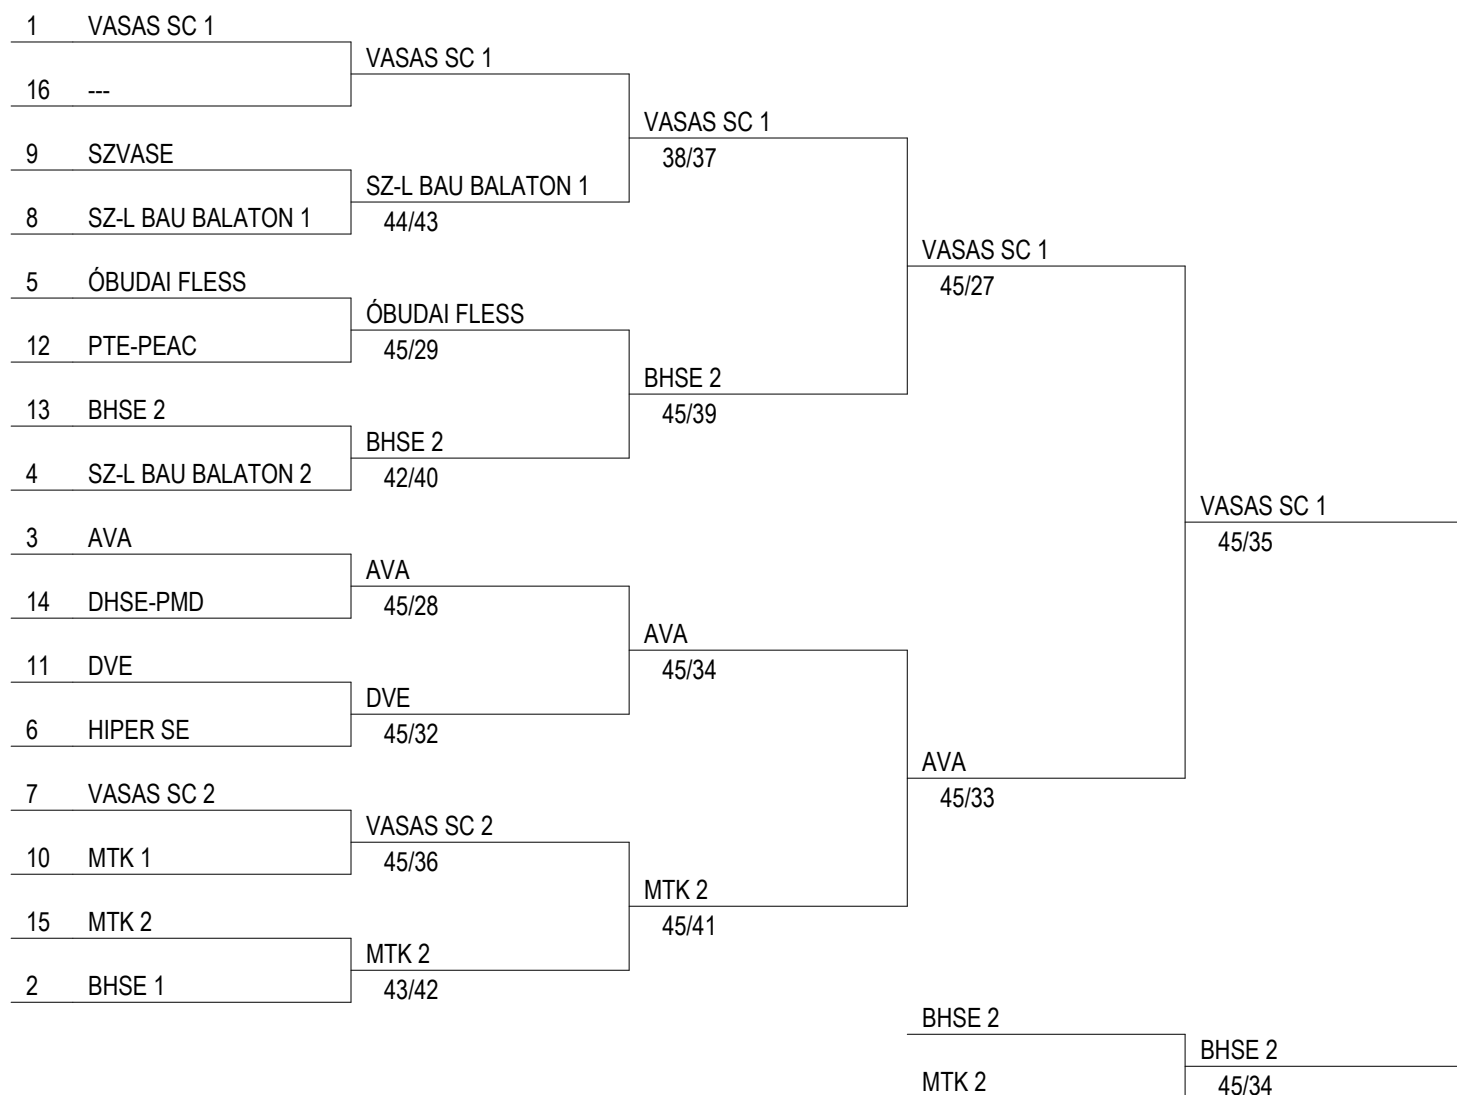 1 VASAS SC 1
VASAS SC 1
16 ---
VASAS SC 1
38/37
9 SZVASE
SZ-L BAU BALATON 1
44/43
8 SZ-L BAU BALATON 1
VASAS SC 1
45/27
5 ÓBUDAI FLESS
ÓBUDAI FLESS
45/29
12 PTE-PEAC
BHSE 2
45/39
13 BHSE 2
BHSE 2
42/40
4 SZ-L BAU BALATON 2
VASAS SC 1
45/35
3 AVA
AVA
45/28
14 DHSE-PMD
AVA
45/34
11 DVE
DVE
45/32
6 HIPER SE
AVA
45/33
7 VASAS SC 2
VASAS SC 2
45/36
10 MTK 1
MTK 2
45/41
15 MTK 2
MTK 2
43/42
2 BHSE 1
BHSE 2
BHSE 2
45/34
MTK 2